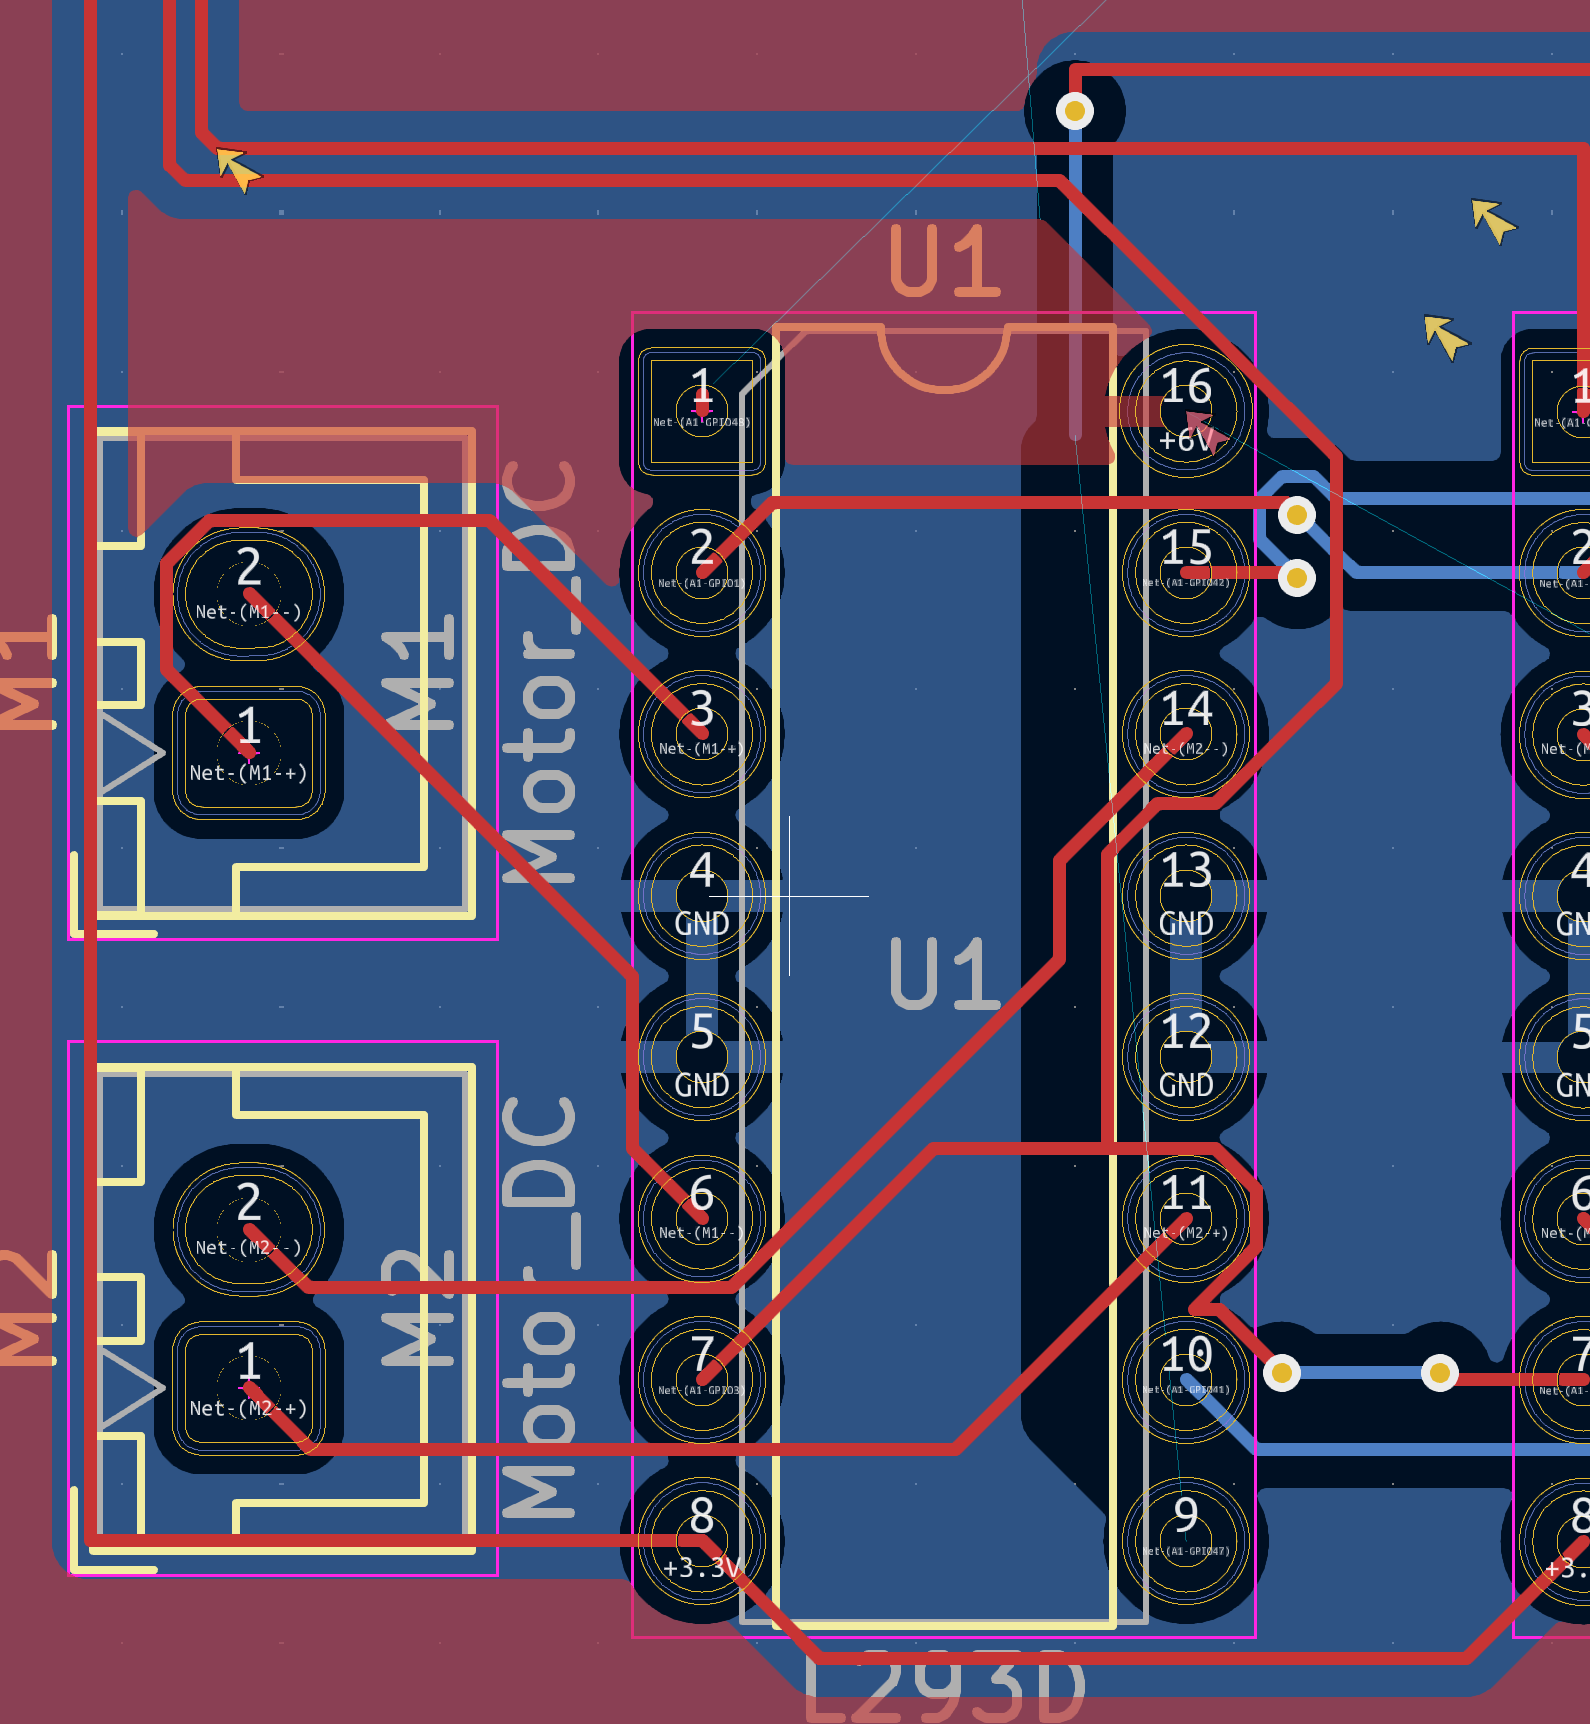 U1
1
Net-(A1-GPIO48)
16
+6V
1
2
Net-(A1-GPIO1)
15
Net-(A1-GPIO42)
2
Net-(A1-
2
Net-(M1--)
M1
M1
Motor_DC
1
Net-(M1-+)
3
Net-(M1-+)
14
Net-(M2--)
3
Net-(M
4
GND
13
GND
4
GN
U1
5
GND
12
GND
5
GN
6
Net-(M1--)
11
Net-(M2-+)
6
Net-(M
2
Net-(M2--)
M2
M2
Motor_DC
1
Net-(M2-+)
7
Net-(A1-GPIO3)
10
Net-(A1-GPIO41)
7
Net-(A1-
8
+3.3V
9
Net-(A1-GPIO47)
8
+3.
L293D